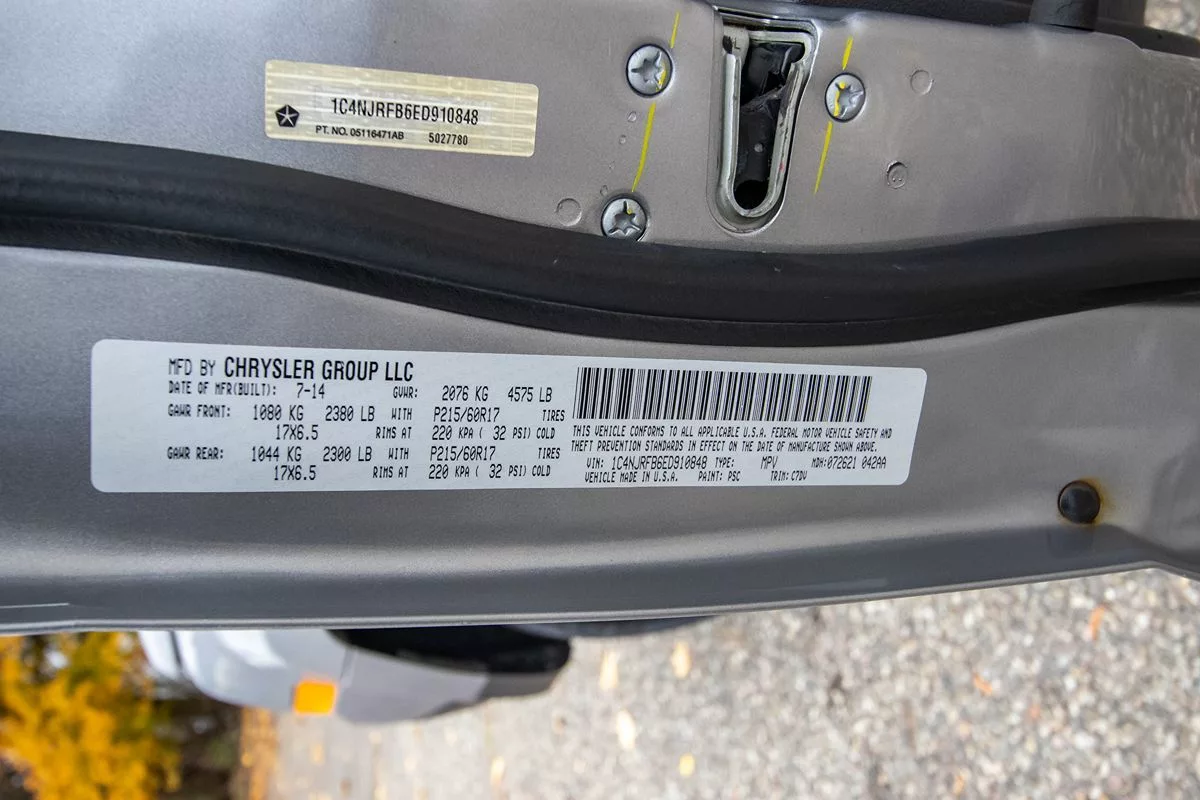 1C4NJRFB6ED910848
PT. NO. 05116471AB 5027780
MFD BY CHRYSLER GROUP LLC
DATE OF MFR(BUILT): 7-14 GVWR: 2076 KG 4575 LB
GAWR FRONT: 1080 KG 2380 LB WITH P215/60R17 TIRES
17X6.5 RIMS AT 220 KPA ( 32 PSI) COLD
GAWR REAR: 1044 KG 2300 LB WITH P215/60R17 TIRES
17X6.5 RIMS AT 220 KPA ( 32 PSI) COLD
THIS VEHICLE CONFORMS TO ALL APPLICABLE U.S.A. FEDERAL MOTOR VEHICLE SAFETY AND
THEFT PREVENTION STANDARDS IN EFFECT ON THE DATE OF MANUFACTURE SHOWN ABOVE.
VIN: 1C4NJRFB6ED910848 TYPE: MPV MDH:072621 042AA
VEHICLE MADE IN U.S.A. PAINT: PSC TRIM: C7DV